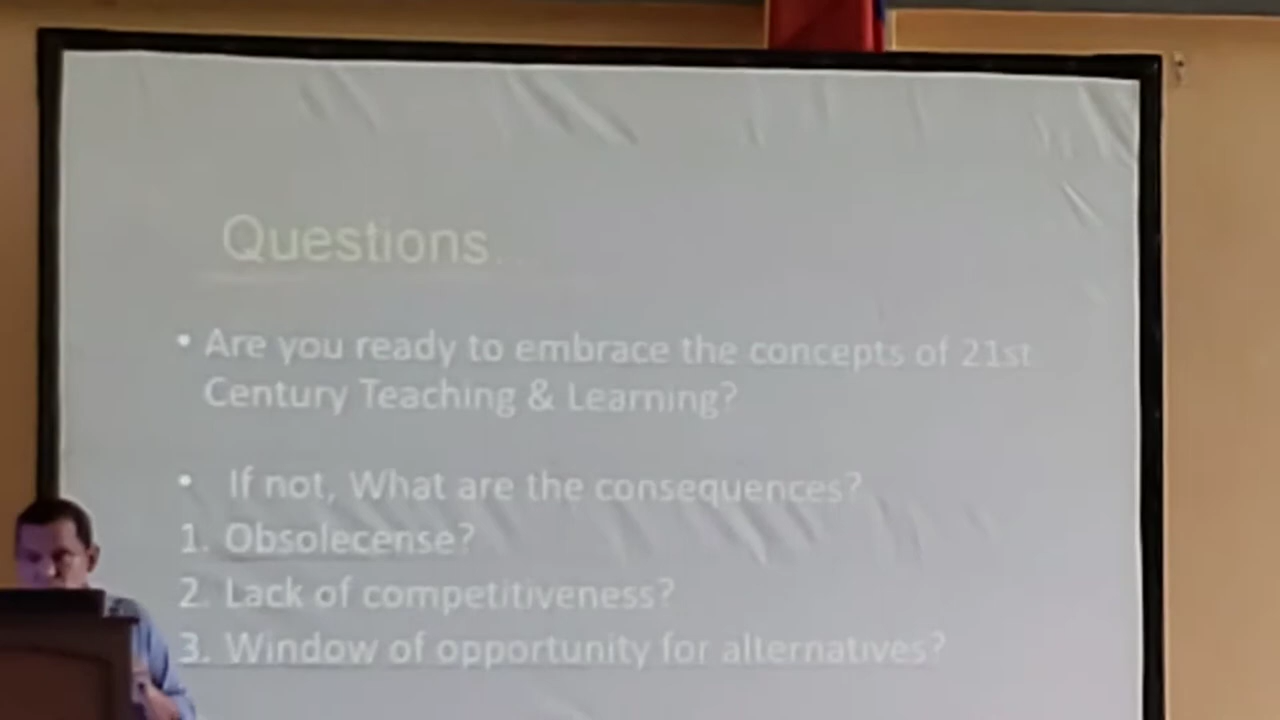 Questions.
• Are you ready to embrace the concepts of 21st
Century Teaching & Learning?
• If not, What are the consequences?
1. Obsolecense?
2. Lack of competitiveness?
3. Window of opportunity for alternatives?